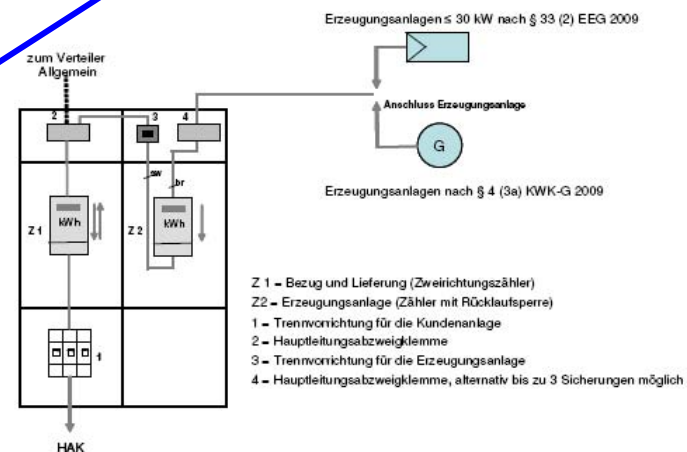 Erzeugungsanlagen ≤ 30 kW nach § 33 (2) EEG 2009
zum Verteiler
Allgemein
2
3
4
Anschluss Erzeugungsanlage
G
sw
br
kWh
Z 1
kWh
Z 2
Erzeugungsanlagen nach § 4 (3a) KWK-G 2009
Z 1 = Bezug und Lieferung (Zweirichtungszähler)
Z2 = Erzeugungsanlage (Zähler mit Rücklaufsperre)
1 = Trennvorrichtung für die Kundenanlage
2 = Hauptleitungsabzweigklemme
3 = Trennvorrichtung für die Erzeugungsanlage
4 = Hauptleitungsabzweigklemme, alternativ bis zu 3 Sicherungen möglich
1
HAK